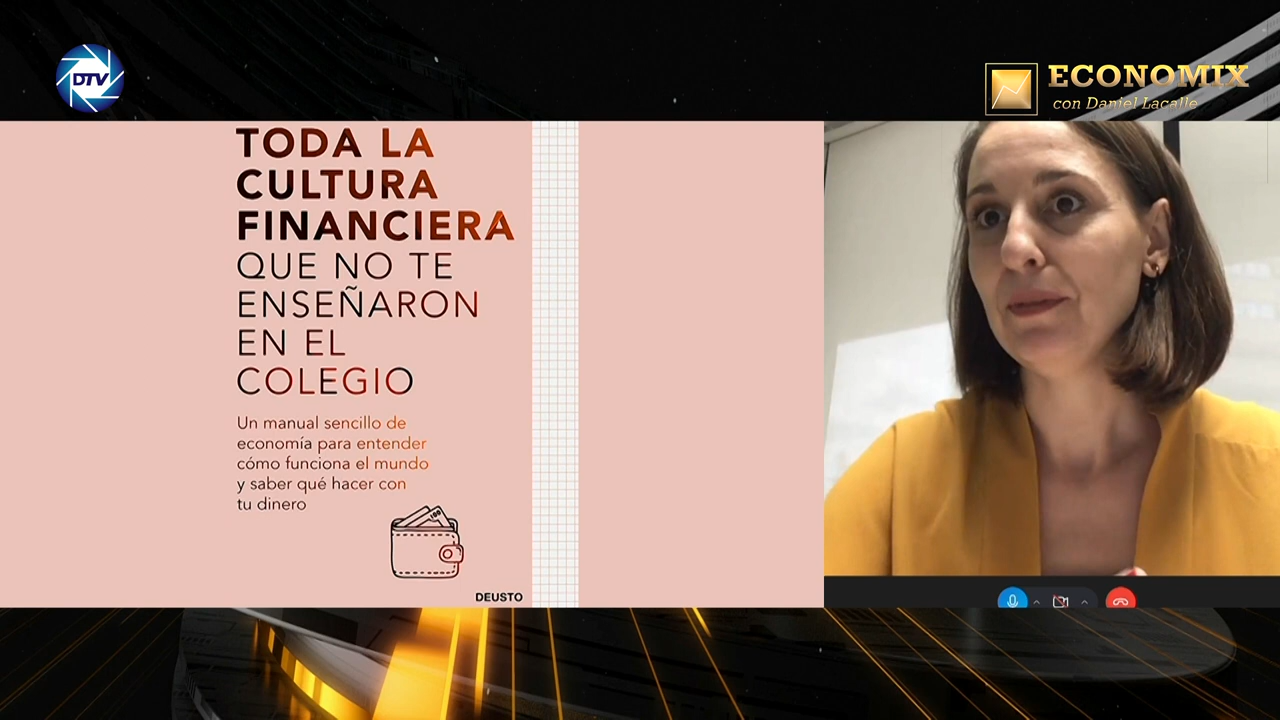 DTV
ECONOMIX
con Daniel Lacalle
TODA LA
CULTURA
FINANCIERA
QUE NO TE
ENSEÑARON
EN EL
COLEGIO
Un manual sencillo de
economía para entender
cómo funciona el mundo
y saber qué hacer con
tu dinero
DEUSTO